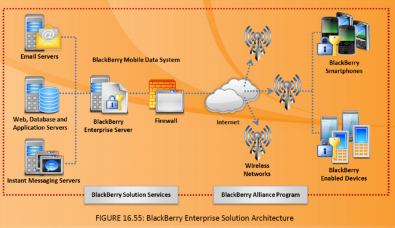 Email Servers
BlackBerry Mobile Data System
BlackBerry
Smartphones
Web, Database and
Application Servers
BlackBerry
Enterprise Server
Firewall
Internet
Instant Messaging Servers
Wireless
Networks
BlackBerry
Enabled Devices
BlackBerry Solution Services
BlackBerry Alliance Program
FIGURE 16.55: BlackBerry Enterprise Solution Architecture